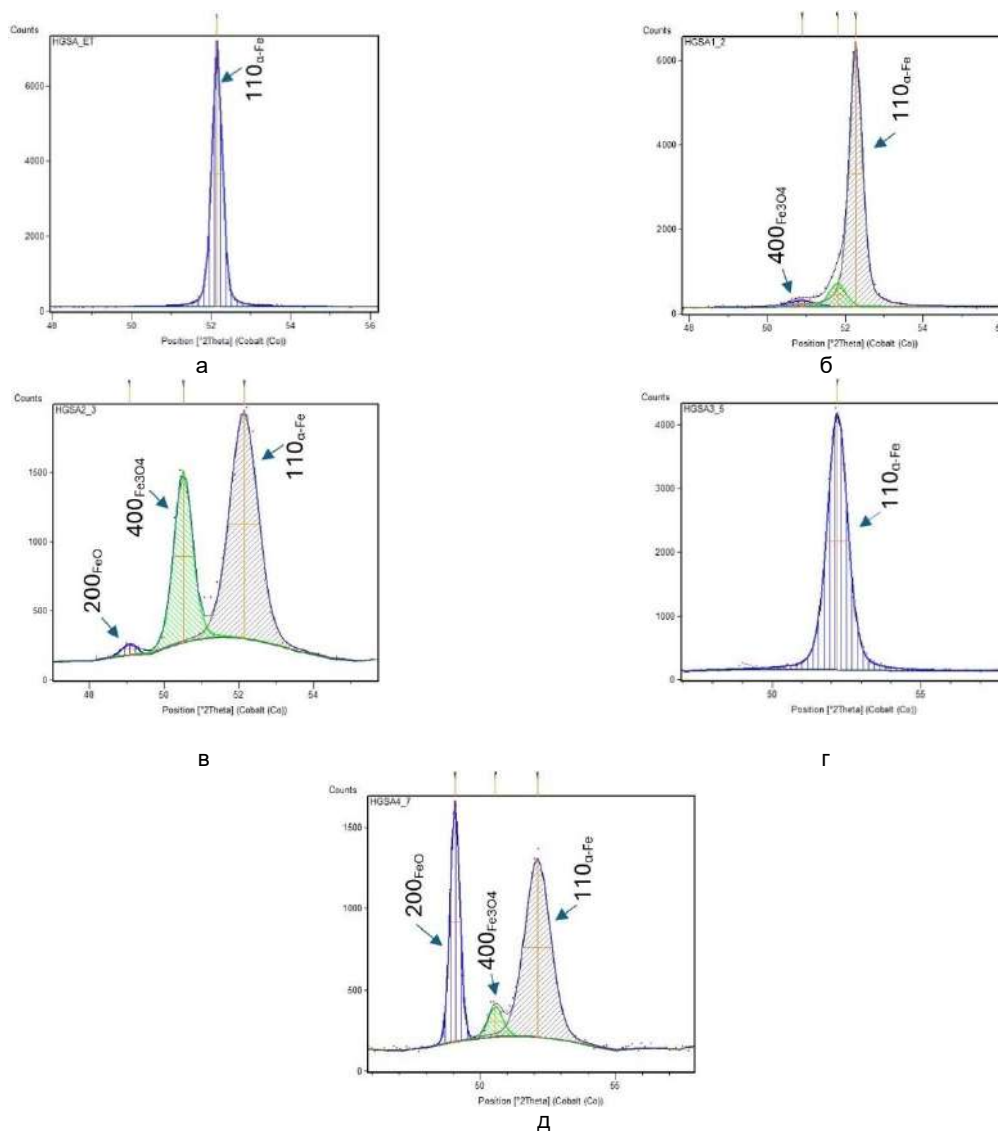 Counts
HGSA_ET
110α-Fe
6000
4000
2000
0
48 50 52 54 56
Position [°2Theta] (Cobalt (Co))
а
Counts
HGSA1_2
110α-Fe
400Fe3O4
6000
4000
2000
0
48 50 52 54
Position [°2Theta] (Cobalt (Co))
б
Counts
HGSA2_3
110α-Fe
400Fe3O4
200FeO
1500
1000
500
0
48 50 52 54
Position [°2Theta] (Cobalt (Co))
в
HGSA3_5
110α-Fe
4000
3000
2000
1000
0
50 55
Position [°2Theta] (Cobalt (Co))
г
Counts
HGSA4_7
200FeO
400Fe3O4
110α-Fe
1500
1000
500
0
50 55
Position [°2Theta] (Cobalt (Co))
д